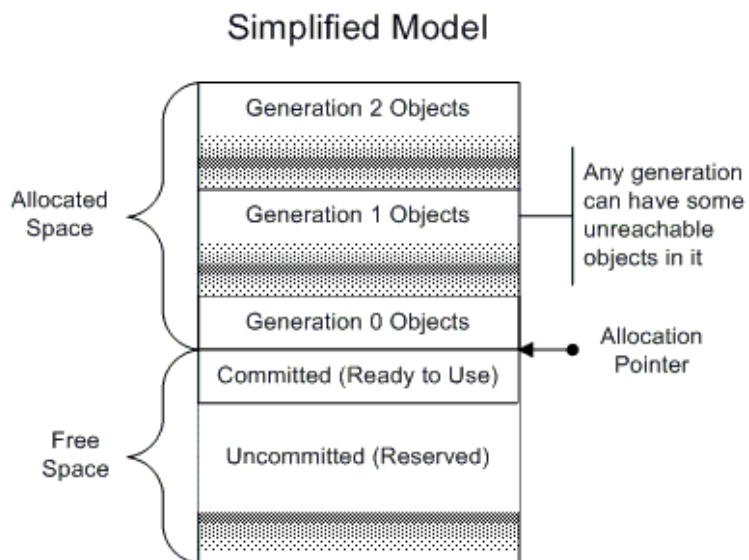 Simplified Model
Generation 2 Objects
Allocated
Space
Generation 1 Objects
Any generation
can have some
unreachable
objects in it
Generation 0 Objects
Allocation
Pointer
Committed (Ready to Use)
Free
Space
Uncommitted (Reserved)